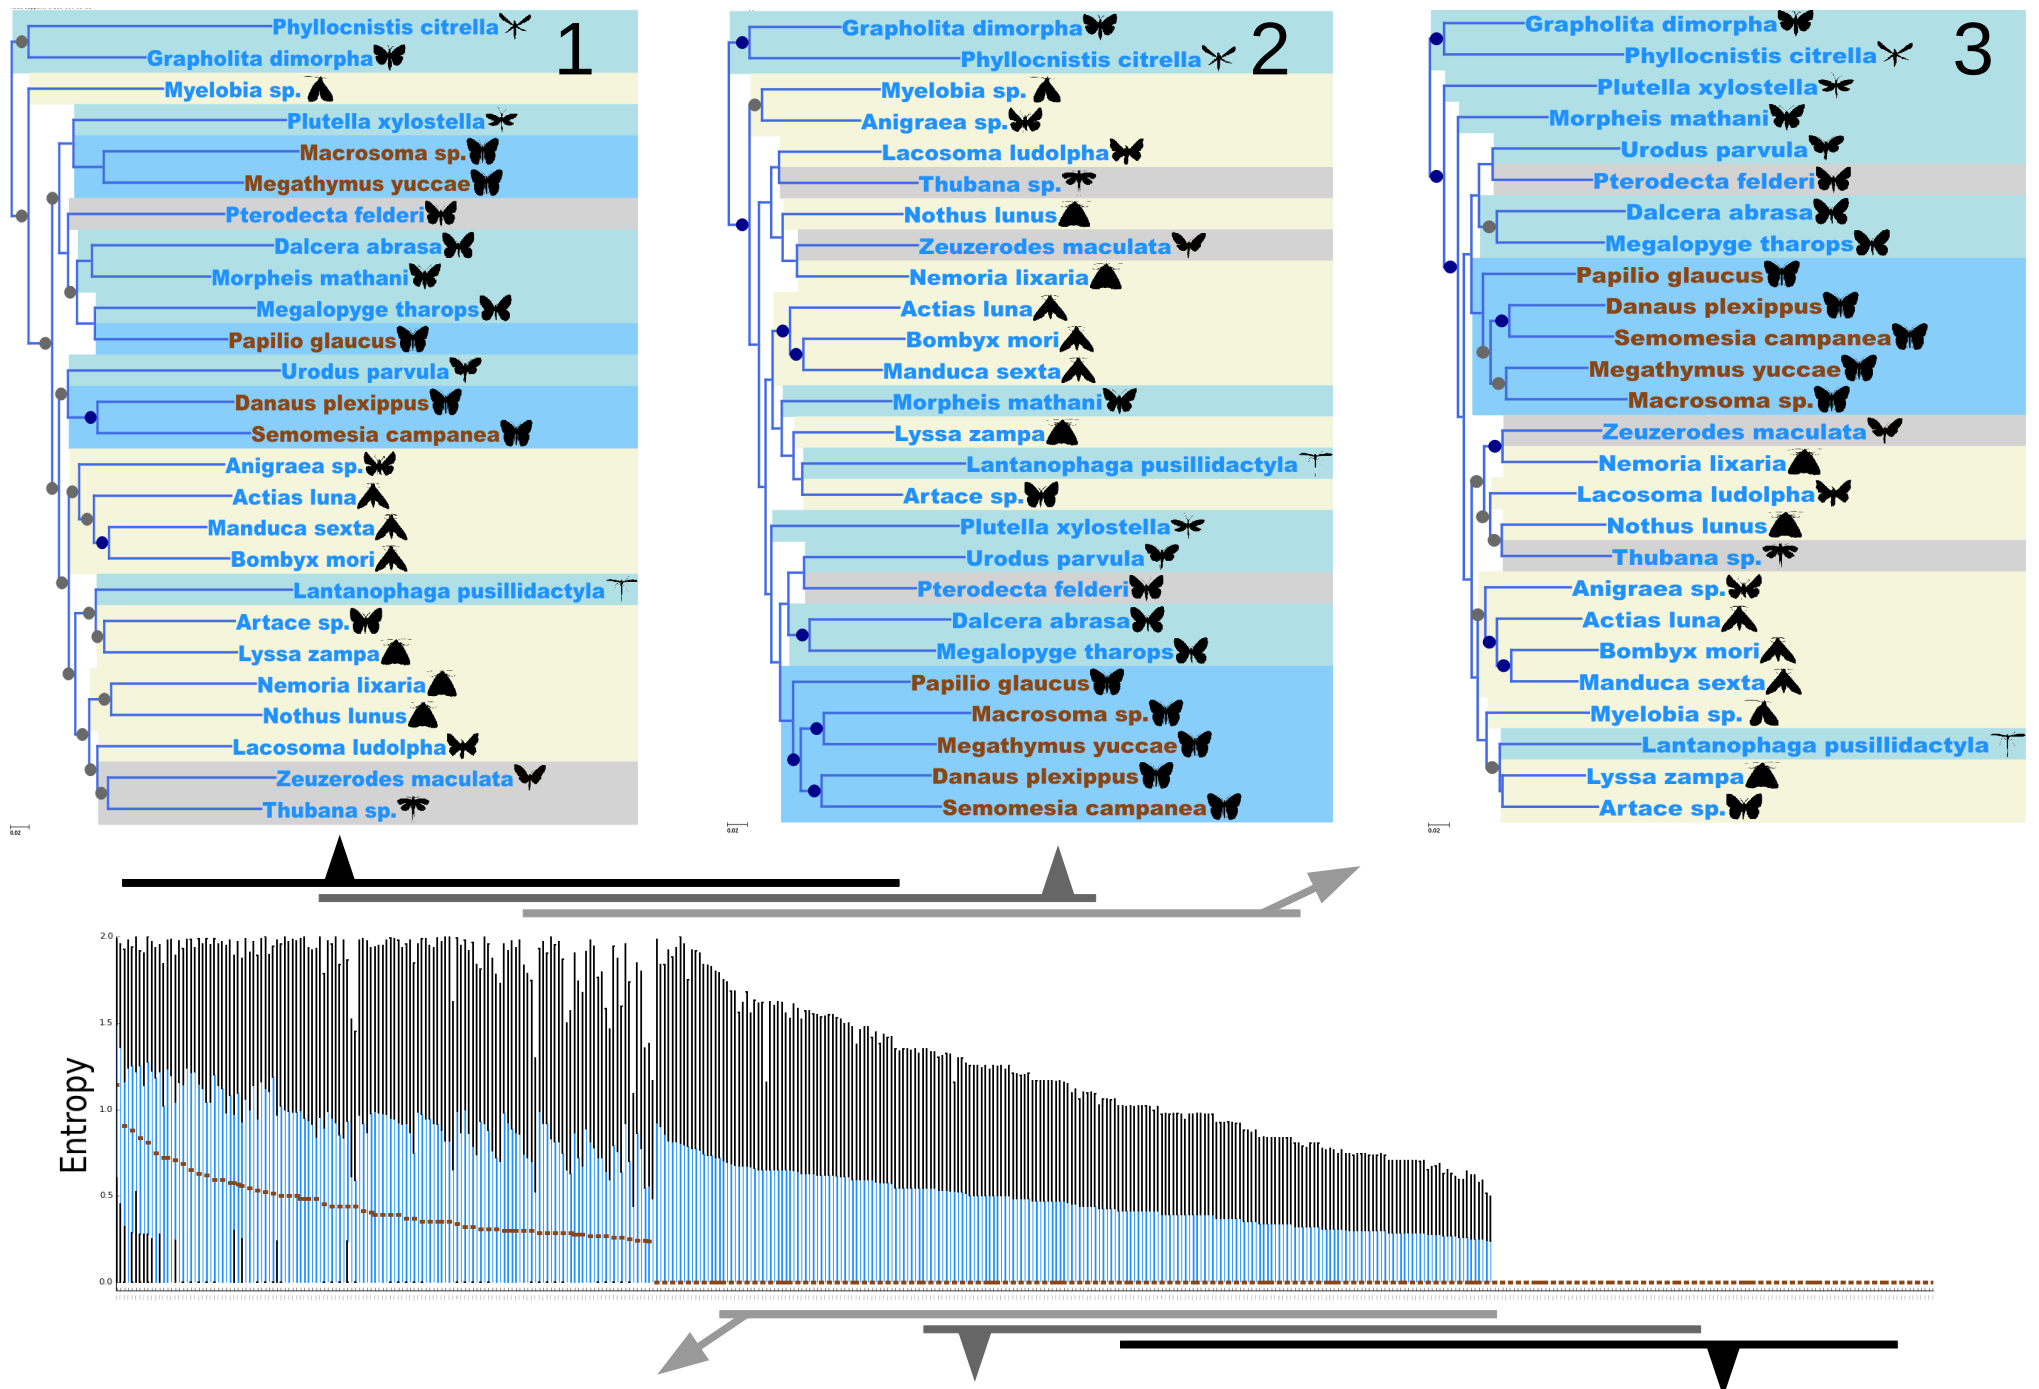 1
Phyllocnistis citrella
Grapholita dimorpha
Myelobia sp.
Plutella xylostella
Macrosoma sp.
Megathymus yuccae
Pterodecta felderi
Dalcera abrasa
Morpheis mathani
Megalopyge tharops
Papilio glaucus
Urodus parvula
Danaus plexippus
Semomesia campanea
Anigraea sp.
Actias luna
Manduca sexta
Bombyx mori
Lantanophaga pusillidactyla
Artace sp.
Lyssa zampa
Nemoria lixaria
Nothus lunus
Lacosoma ludolpha
Zeuzerodes maculata
Thubana sp.
0.02
2
Grapholita dimorpha
Phyllocnistis citrella
Myelobia sp.
Anigraea sp.
Lacosoma ludolpha
Thubana sp.
Nothus lunus
Zeuzerodes maculata
Nemoria lixaria
Actias luna
Bombyx mori
Manduca sexta
Morpheis mathani
Lyssa zampa
Lantanophaga pusillidactyla
Artace sp.
Plutella xylostella
Urodus parvula
Pterodecta felderi
Dalcera abrasa
Megalopyge tharops
Papilio glaucus
Macrosoma sp.
Megathymus yuccae
Danaus plexippus
Semomesia campanea
0.02
3
Grapholita dimorpha
Phyllocnistis citrella
Plutella xylostella
Morpheis mathani
Urodus parvula
Pterodecta felderi
Dalcera abrasa
Megalopyge tharops
Papilio glaucus
Danaus plexippus
Semomesia campanea
Megathymus yuccae
Macrosoma sp.
Zeuzerodes maculata
Nemoria lixaria
Lacosoma ludolpha
Nothus lunus
Thubana sp.
Anigraea sp.
Actias luna
Bombyx mori
Manduca sexta
Myelobia sp.
Lantanophaga pusillidactyla
Lyssa zampa
Artace sp.
0.02
Entropy
2.0
1.5
1.0
0.5
0.0